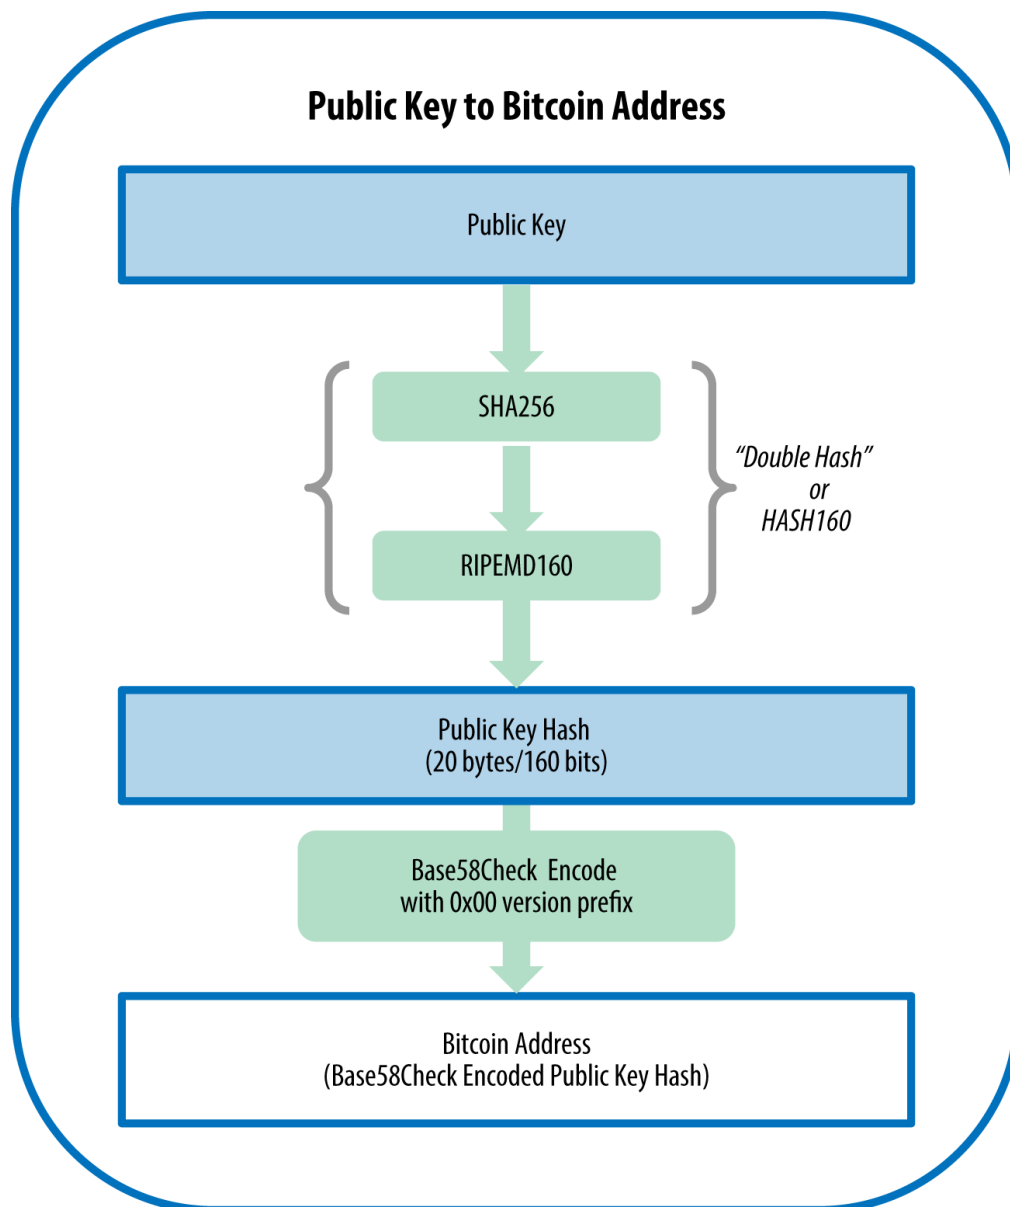 Public Key to Bitcoin Address
Public Key
SHA256
“Double Hash”
or
HASH160
RIPEMD160
Public Key Hash
(20 bytes/160 bits)
Base58Check Encode
with 0x00 version prefix
Bitcoin Address
(Base58Check Encoded Public Key Hash)